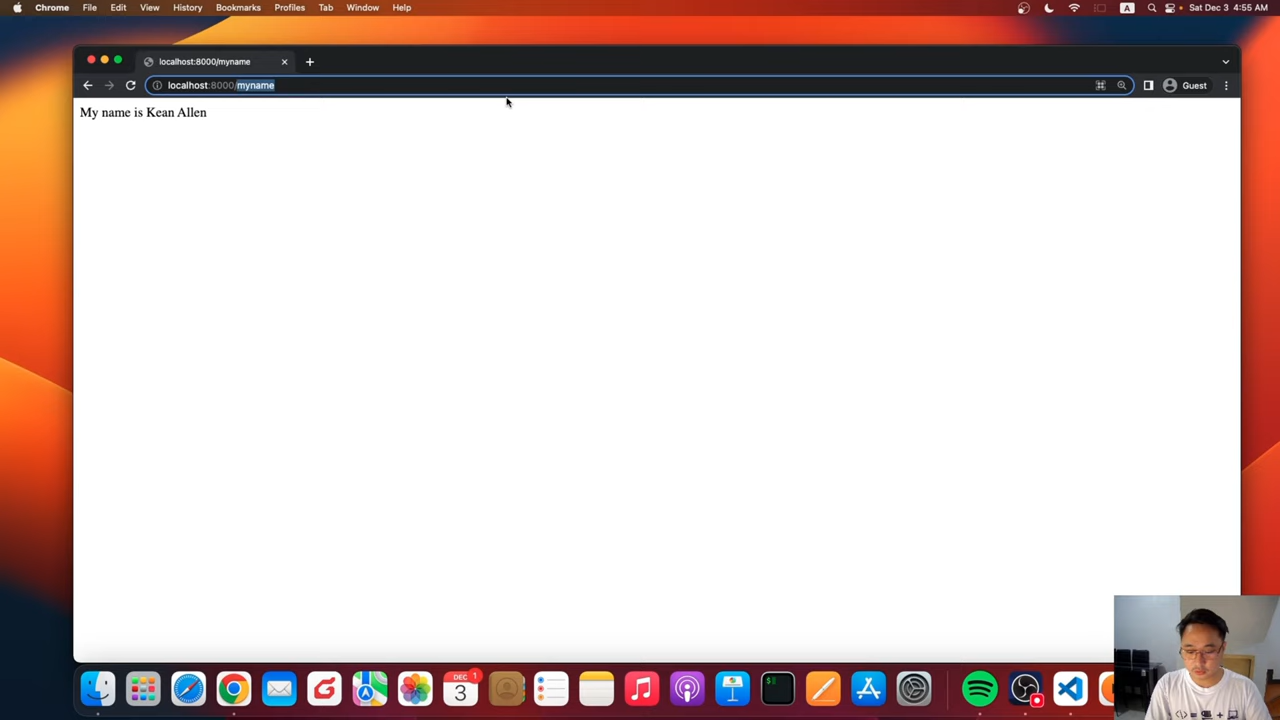 Chrome File Edit View History Bookmarks Profiles Tab Window Help A Sat Dec 3 4:55 AM
localhost:8000/myname
localhost:8000/myname Guest
My name is Kean Allen
DEC 1
3
$